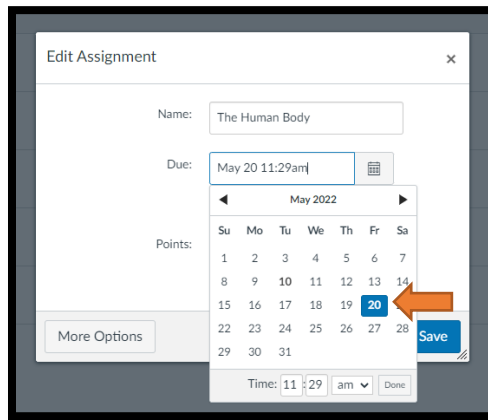 Edit Assignment ×
Name: The Human Body
Due: May 20 11:29am
May 2022
Points:
Su Mo Tu We Th Fr Sa
1 2 3 4 5 6 7
8 9 10 11 12 13 14
15 16 17 18 19 20
22 23 24 25 26 27 28
More Options
Save
29 30 31
Time: 11 : 29 am Done